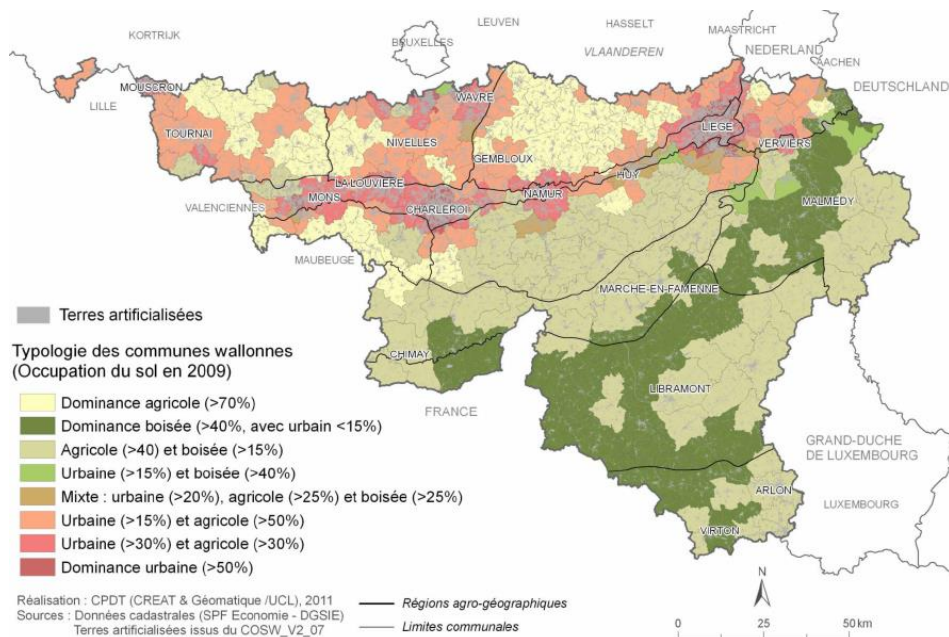 KORTRIJK
LEUVEN
HASSELT
MAASTRICHT
BRUXELLES
VLAANDEREN
NEDERLAND
AACHEN
DEUTSCHLAND
MOUSCRON
LILLE
WAVRE
TOURNAI
NIVELLES
LIEGE
GEMBLOUX
VERVIERS
HUY
LA LOUVIERE
NAMUR
MONS
CHARLEROI
VALENCIENNES
MALMEDY
MAUBEUGE
MARCHE-EN-FAMENNE
CHIMAY
LIBRAMONT
FRANCE
GRAND-DUCHE
DE LUXEMBOURG
ARLON
LUXEMBOURG
VIRTON
Terres artificialisées
Typologie des communes wallonnes
(Occupation du sol en 2009)
Dominance agricole (>70%)
Dominance boisée (>40%, avec urbain <15%)
Agricole (>40) et boisée (>15%)
Urbaine (>15%) et boisée (>40%)
Mixte : urbaine (>20%), agricole (>25%) et boisée (>25%)
Urbaine (>15%) et agricole (>50%)
Urbaine (>30%) et agricole (>30%)
Dominance urbaine (>50%)
Réalisation : CPDT (CREAT & Géomatique /UCL), 2011
Sources : Données cadastrales (SPF Economie - DGSIE)
Terres artificialisées issu du COSW_V2_07
Régions agro-géographiques
Limites communales
N
0 25 50 km